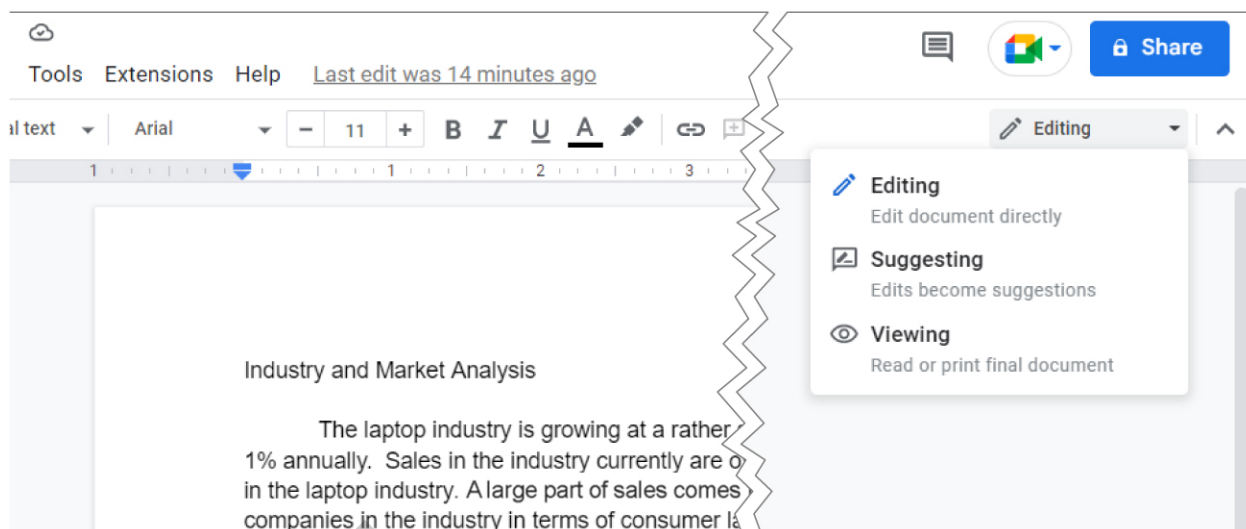 Share
Tools Extensions Help Last edit was 14 minutes ago
al text Arial 11 B I U A Editing
1 1 2 3
Editing
Edit document directly
Suggesting
Edits become suggestions
Viewing
Read or print final document
Industry and Market Analysis
The laptop industry is growing at a rather
1% annually. Sales in the industry currently are
in the laptop industry. A large part of sales comes
companies in the industry in terms of consumer